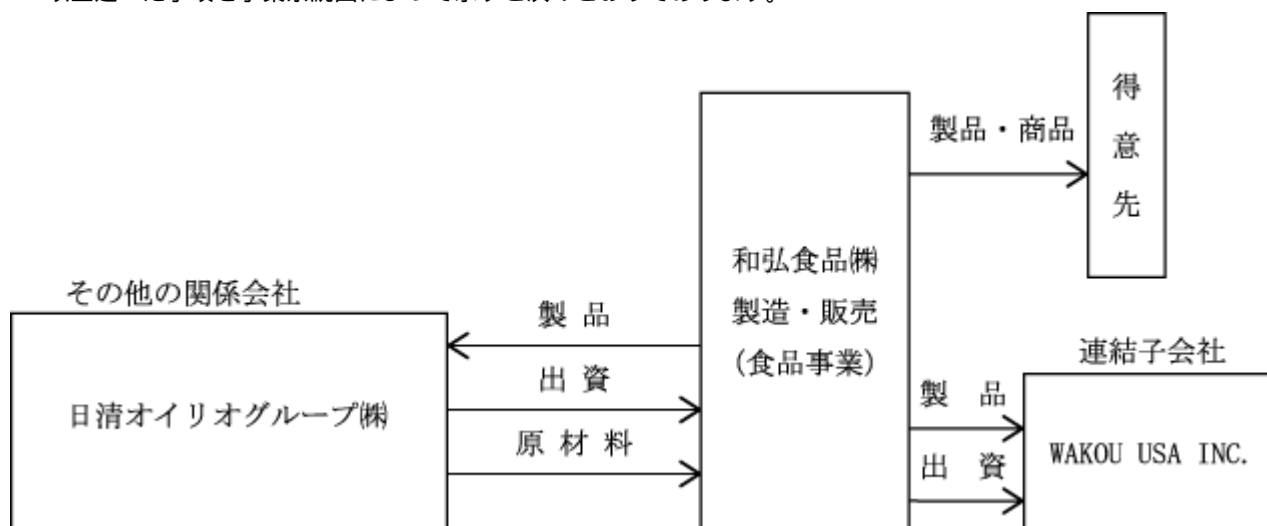 得意先
製品・商品
和弘食品㈱
製造・販売
(食品事業)
その他の関係会社
日清オイリオグループ㈱
製 品
出 資
原 材 料
連結子会社
製 品
出 資
WAKOU USA INC.